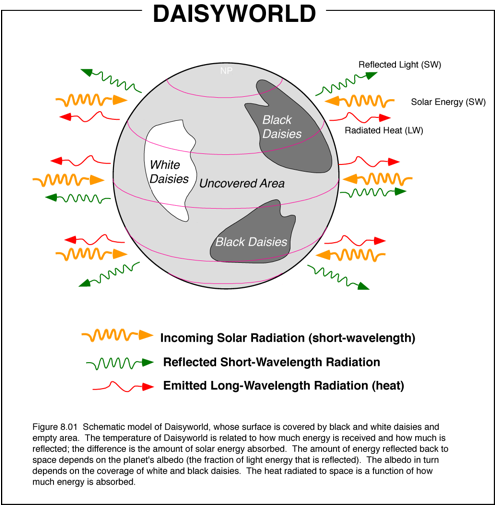 DAISYWORLD
NP
Reflected Light (SW)
Solar Energy (SW)
Black
Daisies
Radiated Heat (LW)
White
Daisies
Uncovered Area
Black Daisies
Incoming Solar Radiation (short-wavelength)
Reflected Short-Wavelength Radiation
Emitted Long-Wavelength Radiation (heat)
Figure 8.01 Schematic model of Daisyworld, whose surface is covered by black and white daisies and
empty area. The temperature of Daisyworld is related to how much energy is received and how much is
reflected; the difference is the amount of solar energy absorbed. The amount of energy reflected back to
space depends on the planet's albedo (the fraction of light energy that is reflected). The albedo in turn
depends on the coverage of white and black daisies. The heat radiated to space is a function of how
much energy is absorbed.